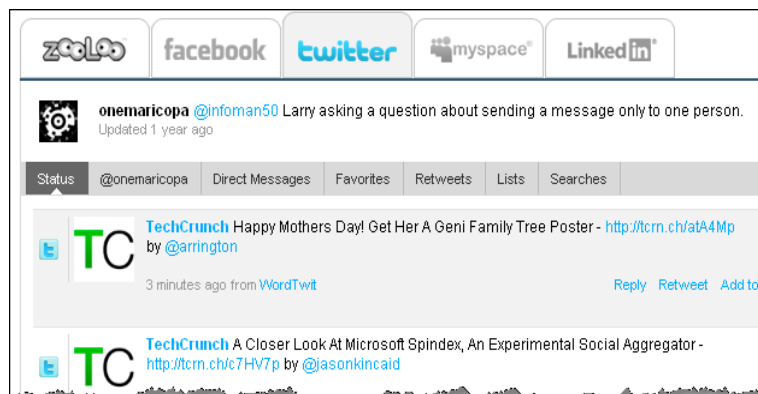 zooLoo facebook twitter myspace® Linked in®
onemaricopa @infoman50 Larry asking a question about sending a message only to one person.
Updated 1 year ago
Status @onemaricopa Direct Messages Favorites Retweets Lists Searches
TechCrunch Happy Mothers Day! Get Her A Geni Family Tree Poster - http://tcrn.ch/atA4Mp
by @arrington
t TC
3 minutes ago from WordTwit Reply Retweet Add to
TechCrunch A Closer Look At Microsoft Spindex, An Experimental Social Aggregator -
http://tcrn.ch/c7HV7p by @jasonkincaid
t TC